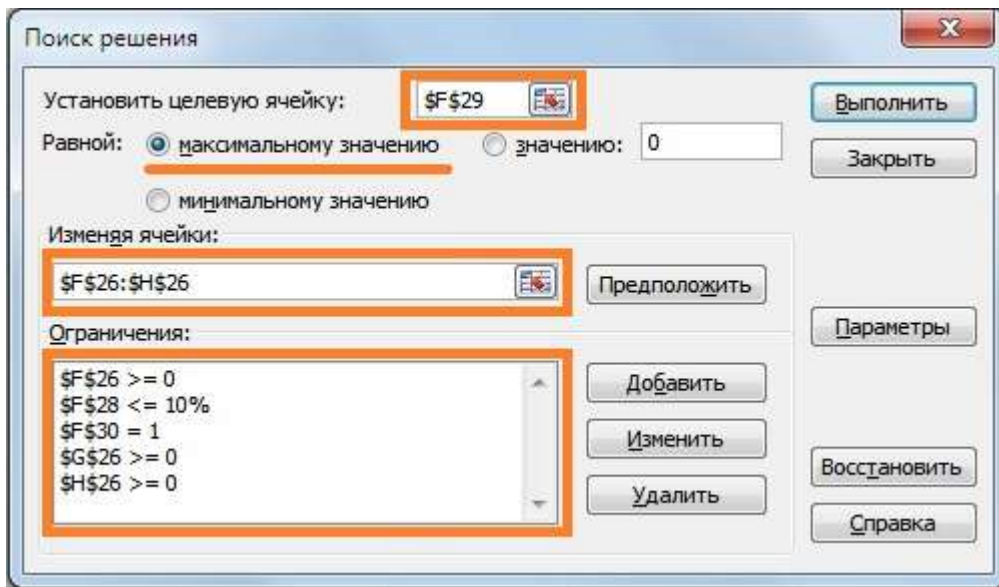 Поиск решения
Установить целевую ячейку: $F$29 Выполнить
Равной: максимальному значению значению: 0 Закрыть
минимальному значению
Изменяя ячейки:
$F$26:$H$26 Предположить
Ограничения: Параметры
$F$26 >= 0 Добавить
$F$28 <= 10%
$F$30 = 1 Изменить
$G$26 >= 0
$H$26 >= 0 Удалить Восстановить
Справка